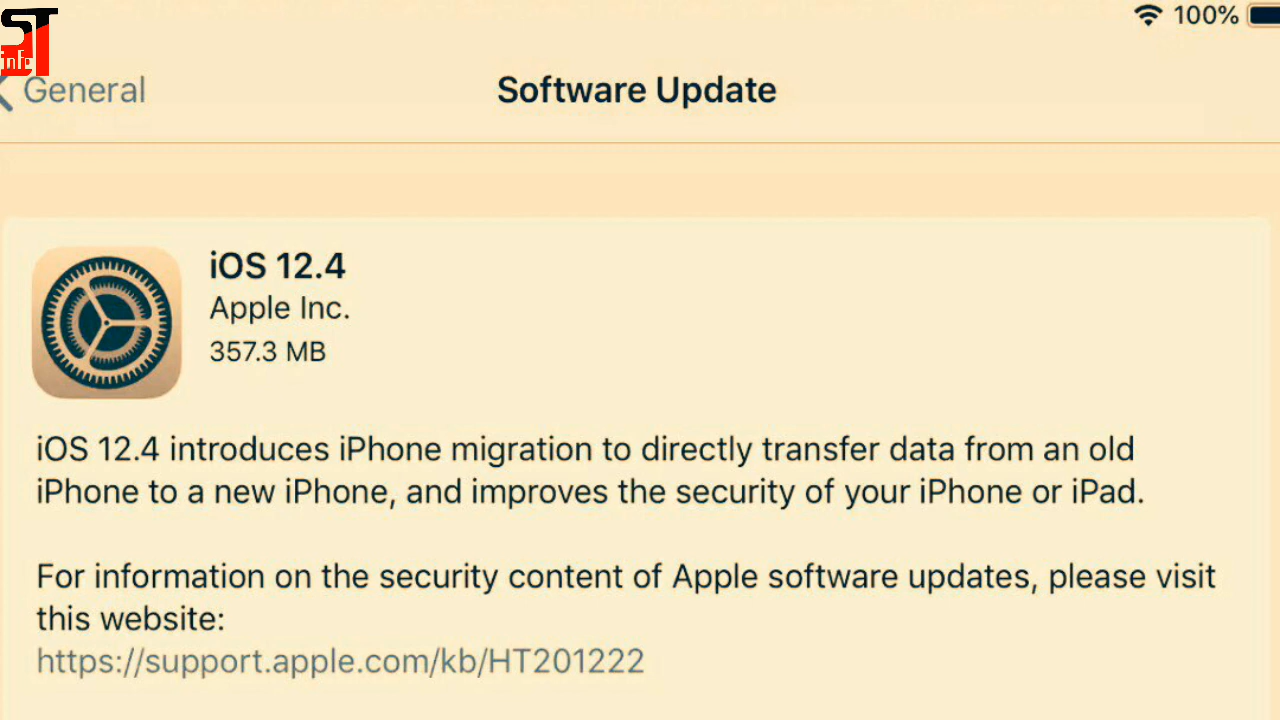 ST
info
100%
General
Software Update
iOS 12.4
Apple Inc.
357.3 MB
iOS 12.4 introduces iPhone migration to directly transfer data from an old
iPhone to a new iPhone, and improves the security of your iPhone or iPad.
For information on the security content of Apple software updates, please visit
this website:
https://support.apple.com/kb/HT201222